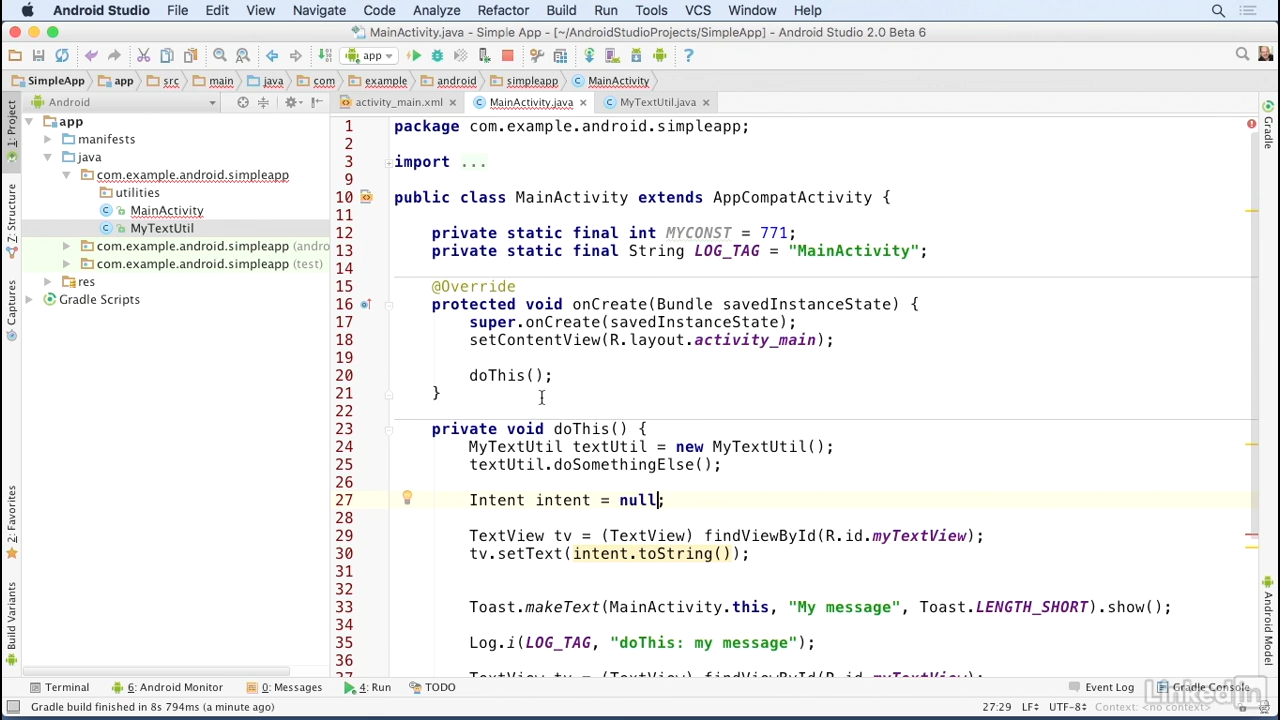 Android Studio File Edit View Navigate Code Analyze Refactor Build Run Tools VCS Window Help
MainActivity.java - Simple App - [~/AndroidStudioProjects/SimpleApp] - Android Studio 2.0 Beta 6
app
SimpleApp app src main java com example android simpleapp MainActivity
Android
activity_main.xml MainActivity.java MyTextUtil.java
1: Project
Z: Structure
Captures
2: Favorites
Build Variants
app
manifests
java
com.example.android.simpleapp
utilities
MainActivity
MyTextUtil
com.example.android.simpleapp (andro
com.example.android.simpleapp (test)
res
Gradle Scripts
1 package com.example.android.simpleapp;
2
3 import ...
9
10 public class MainActivity extends AppCompatActivity {
11
12 private static final int MYCONST = 771;
13 private static final String LOG_TAG = "MainActivity";
14
15 @Override
16 protected void onCreate(Bundle savedInstanceState) {
17 super.onCreate(savedInstanceState);
18 setContentView(R.layout.activity_main);
19
20 doThis();
21 }
22
23 private void doThis() {
24 MyTextUtil textUtil = new MyTextUtil();
25 textUtil.doSomethingElse();
26
27 Intent intent = null;
28
29 TextView tv = (TextView) findViewById(R.id.myTextView);
30 tv.setText(intent.toString());
31
32
33 Toast.makeText(MainActivity.this, "My message", Toast.LENGTH_SHORT).show();
34
35 Log.i(LOG_TAG, "doThis: my message");
36
37 TextView tv = (TextView) findViewById(R.id.myTextView);
Gradle
Android Model
Terminal 6: Android Monitor 0: Messages 4: Run TODO Event Log Gradle Console
Gradle build finished in 8s 794ms (a minute ago) 27:29 LF÷ UTF-8÷ Context: <no context>
Linked in